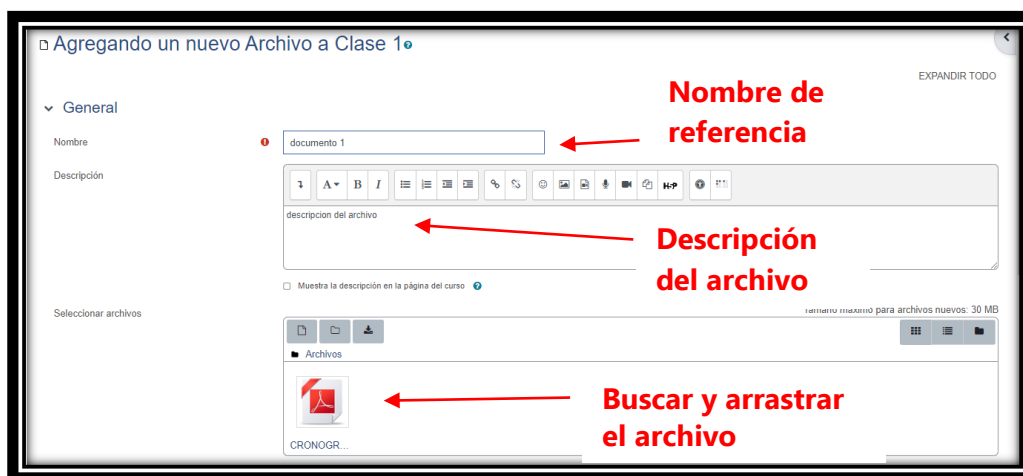 Agregando un nuevo Archivo a Clase 1
EXPANDIR TODO
General
Nombre de
referencia
Nombre
documento 1
Descripción
A B I H-P
descripcion del archivo
Descripción
del archivo
Muestra la descripción en la página del curso
Seleccionar archivos
Tamaño máximo para archivos nuevos: 30 MB
Archivos
Buscar y arrastrar
el archivo
CRONOGR...